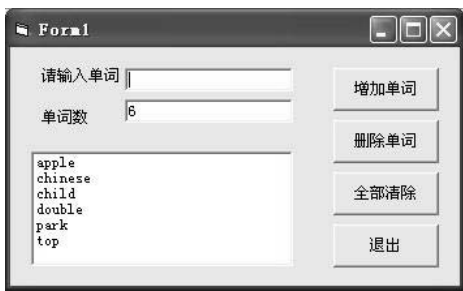 Form1
请输入单词
单词数
6
apple
chinese
child
double
park
top
增加单词
删除单词
全部清除
退出